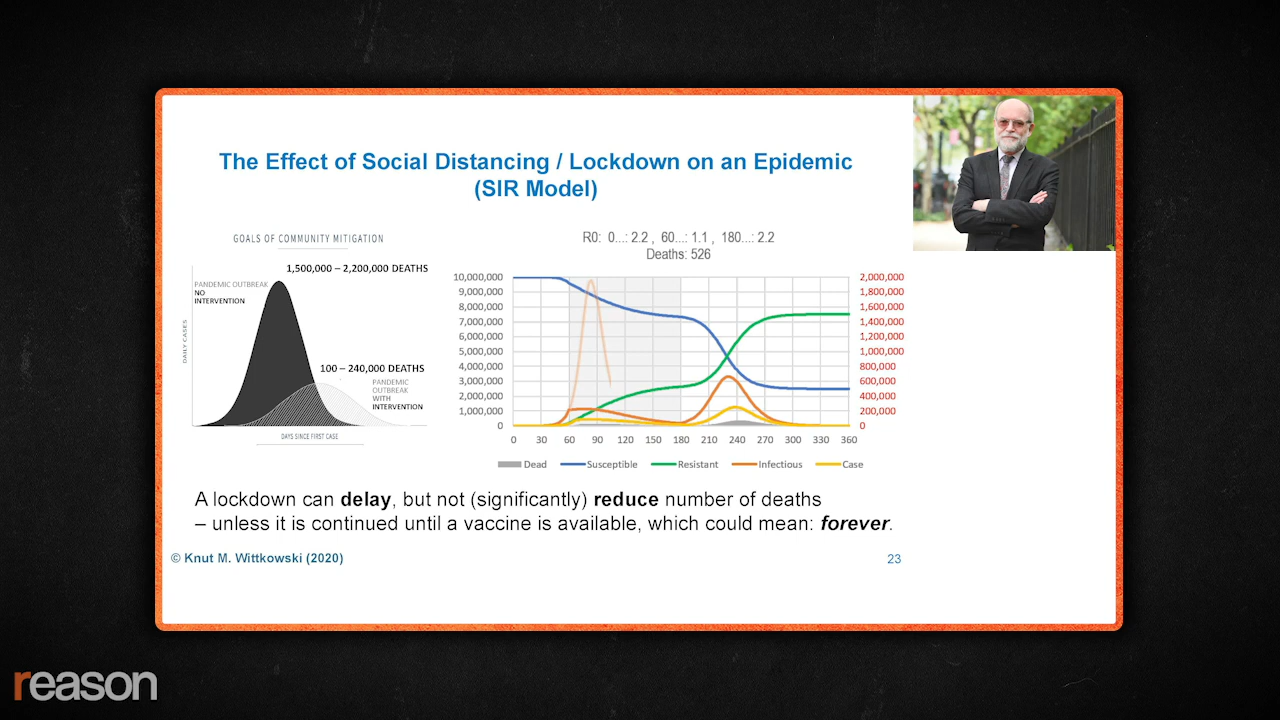 The Effect of Social Distancing / Lockdown on an Epidemic
(SIR Model)
GOALS OF COMMUNITY MITIGATION
1,500,000 – 2,200,000 DEATHS
PANDEMIC OUTBREAK
NO
INTERVENTION
DAILY CASES
100 – 240,000 DEATHS
PANDEMIC
OUTBREAK
WITH
INTERVENTION
DAYS SINCE FIRST CASE
R0: 0...: 2.2 , 60...: 1.1 , 180...: 2.2
Deaths: 526
10,000,000 2,000,000
9,000,000 1,800,000
8,000,000 1,600,000
7,000,000 1,400,000
6,000,000 1,200,000
5,000,000 1,000,000
4,000,000 800,000
3,000,000 600,000
2,000,000 400,000
1,000,000 200,000
0 0
0 30 60 90 120 150 180 210 240 270 300 330 360
Dead Susceptible Resistant Infectious Case
A lockdown can delay, but not (significantly) reduce number of deaths
– unless it is continued until a vaccine is available, which could mean: forever.
© Knut M. Wittkowski (2020)
23
reason